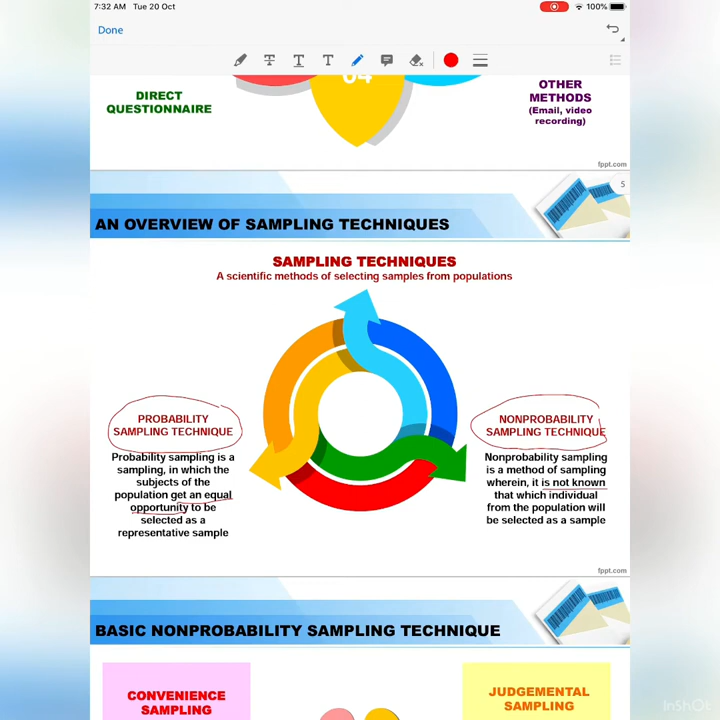 7:32 AM Tue 20 Oct
100%
Done
T T T
04
DIRECT
QUESTIONNAIRE
OTHER
METHODS
(Email, video
recording)
fppt.com
5
AN OVERVIEW OF SAMPLING TECHNIQUES
SAMPLING TECHNIQUES
A scientific methods of selecting samples from populations
PROBABILITY
SAMPLING TECHNIQUE
Probability sampling is a
sampling, in which the
subjects of the
population get an equal
opportunity to be
selected as a
representative sample
NONPROBABILITY
SAMPLING TECHNIQUE
Nonprobability sampling
is a method of sampling
wherein, it is not known
that which individual
from the population will
be selected as a sample
fppt.com
BASIC NONPROBABILITY SAMPLING TECHNIQUE
CONVENIENCE
SAMPLING
JUDGEMENTAL
SAMPLING
InShOt